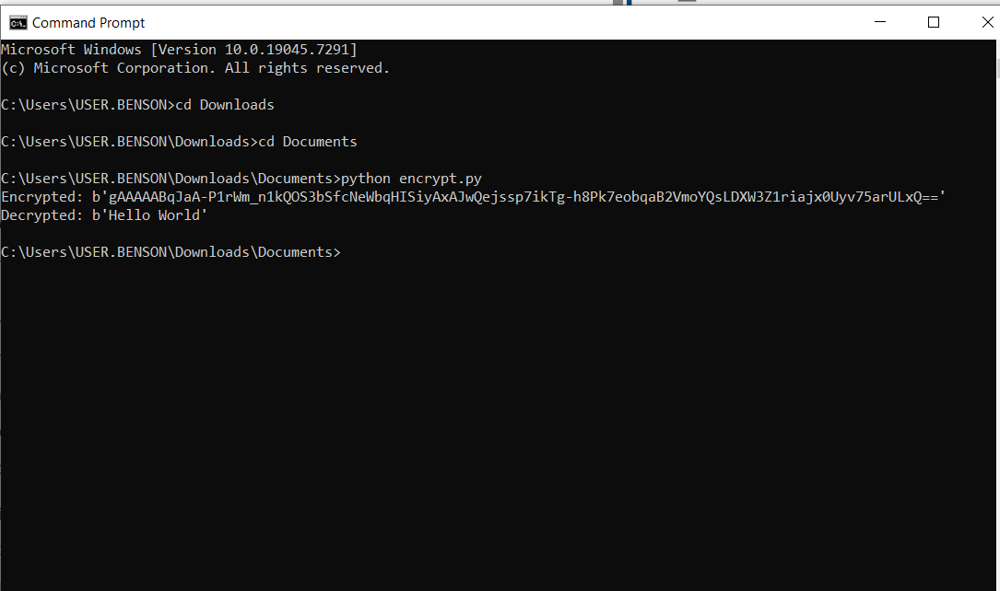 Command Prompt
Microsoft Windows [Version 10.0.19045.7291]
(c) Microsoft Corporation. All rights reserved.
C:\Users\USER.BENSON>cd Downloads
C:\Users\USER.BENSON\Downloads>cd Documents
C:\Users\USER.BENSON\Downloads\Documents>python encrypt.py
Encrypted: b'gAAAAABqJaA-P1rWm_n1kQOS3bSfcNeWbqHISiyAxAJwQejssp7ikTg-h8Pk7eobqaB2VmoYQsLDXW3Z1riajx0Uyv75arULxQ=='
Decrypted: b'Hello World'
C:\Users\USER.BENSON\Downloads\Documents>